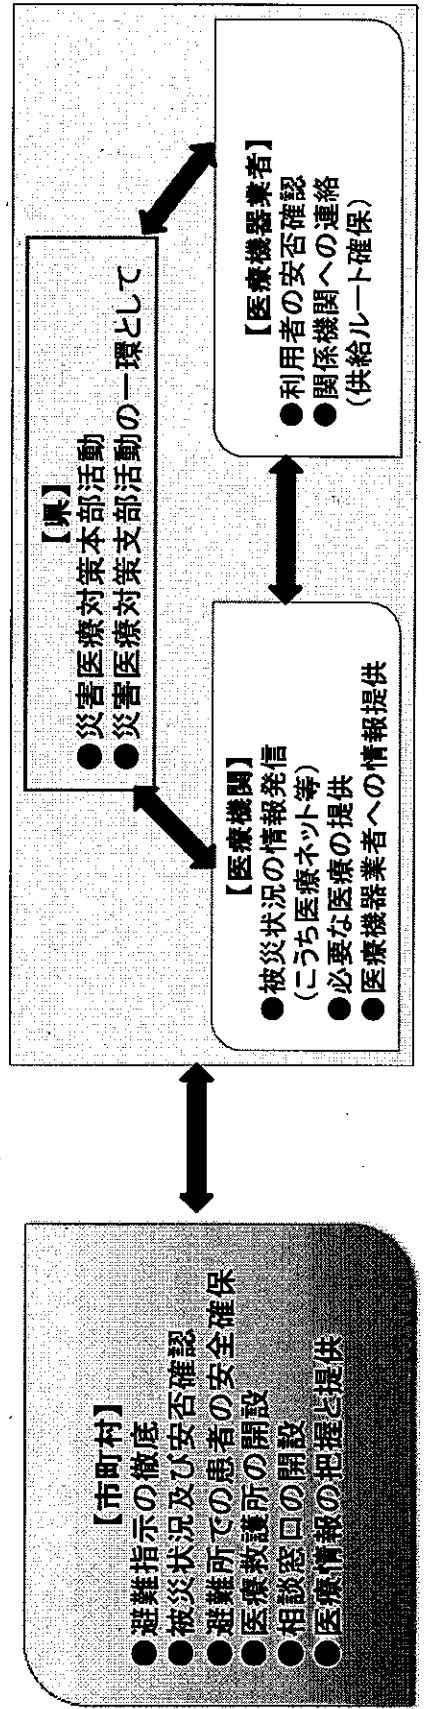 【市町村】
●避難指示の徹底
●被災状況及び安否確認
●避難所での患者の安全確保
●医療救護所の開設
●相談窓口の開設
●医療情報の把握と提供
【県】
●災害医療対策本部活動
●災害医療対策支部活動の一環として
【医療機関】
●被災状況の情報発信
(こうち医療ネット等)
●必要な医療の提供
●医療機器業者への情報提供
【医療機器業者】
●利用者の安否確認
●関係機関への連絡
(供給ルート確保)